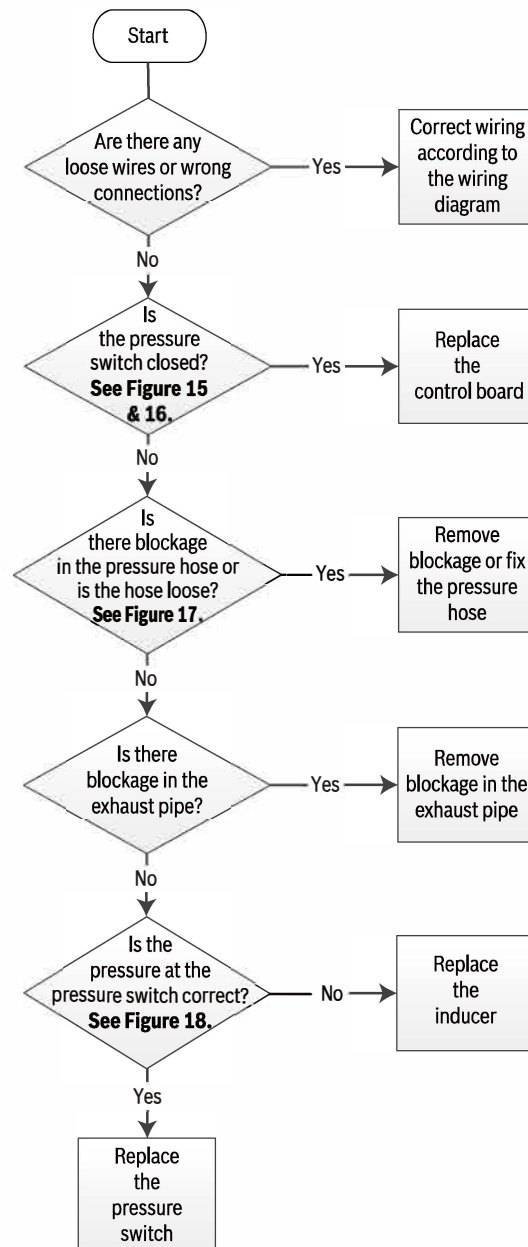 Start
Are there any
loose wires or wrong
connections?
Yes
Correct wiring
according to
the wiring
diagram
No
Is
the pressure
switch closed?
See Figure 15
& 16.
Yes
Replace
the
control board
No
Is
there blockage
in the pressure hose or
is the hose loose?
See Figure 17.
Yes
Remove
blockage or fix
the pressure
hose
No
Is there
blockage in the
exhaust pipe?
Yes
Remove
blockage in the
exhaust pipe
No
Is the
pressure at the
pressure switch correct?
See Figure 18.
No
Replace
the
inducer
Yes
Replace
the
pressure
switch